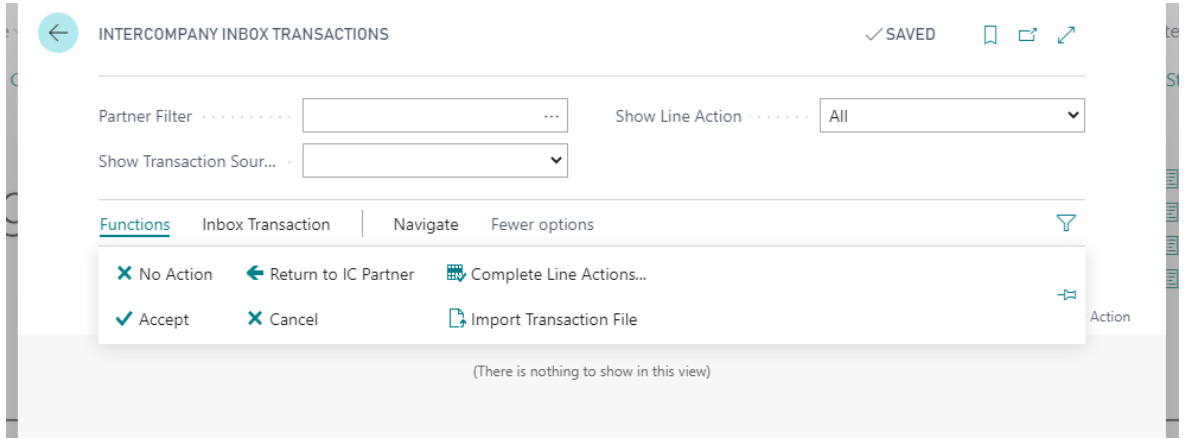 INTERCOMPANY INBOX TRANSACTIONS
SAVED
Partner Filter
Show Line Action
All
Show Transaction Sour...
Functions
Inbox Transaction
Navigate
Fewer options
No Action
Return to IC Partner
Complete Line Actions...
Accept
Cancel
Import Transaction File
Action
(There is nothing to show in this view)